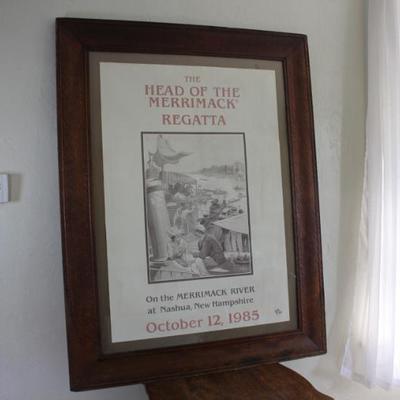 THE
HEAD OF THE
MERRIMACK
REGATTA
On the MERRIMACK RIVER
at Nashua, New Hampshire
October 12, 1985